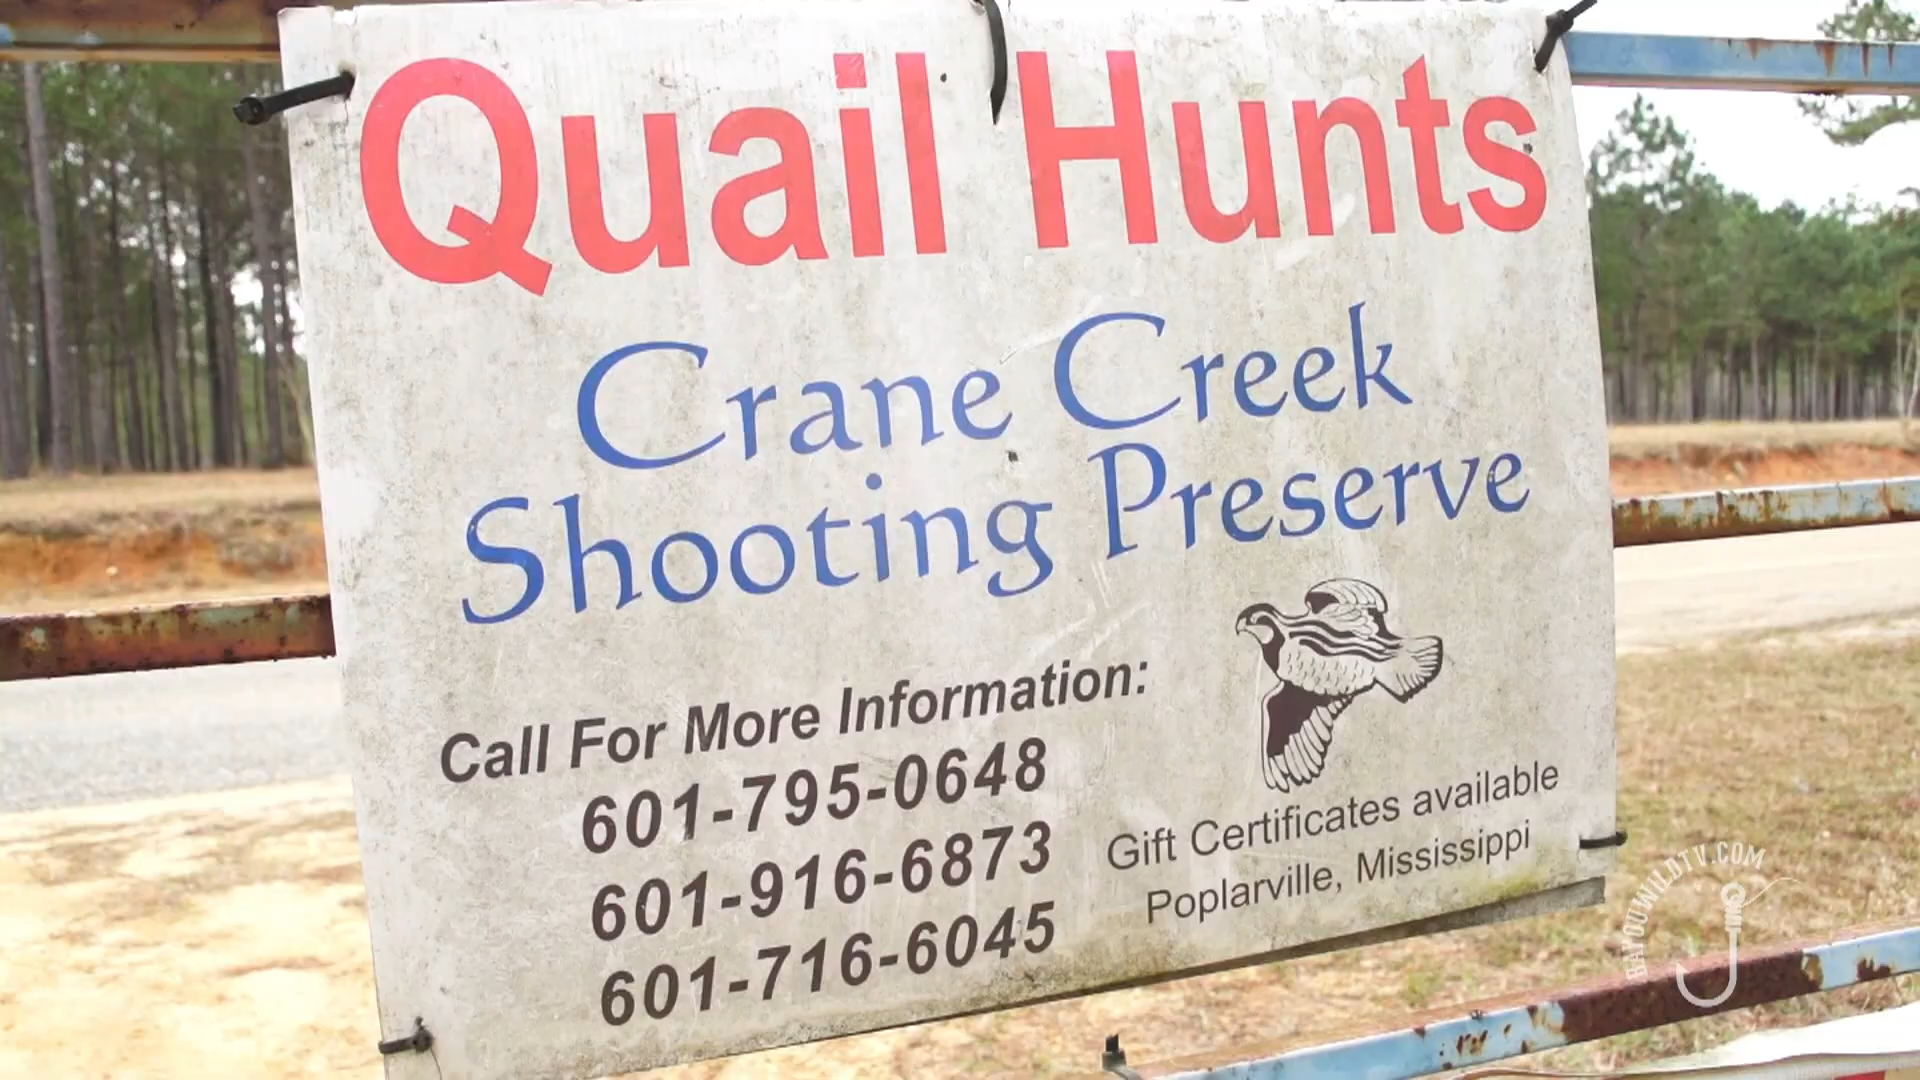 Quail Hunts
Crane Creek
Shooting Preserve
Call For More Information:
601-795-0648
601-916-6873
601-716-6045
Gift Certificates available
Poplarville, Mississippi
BAYOUWILDTV.COM